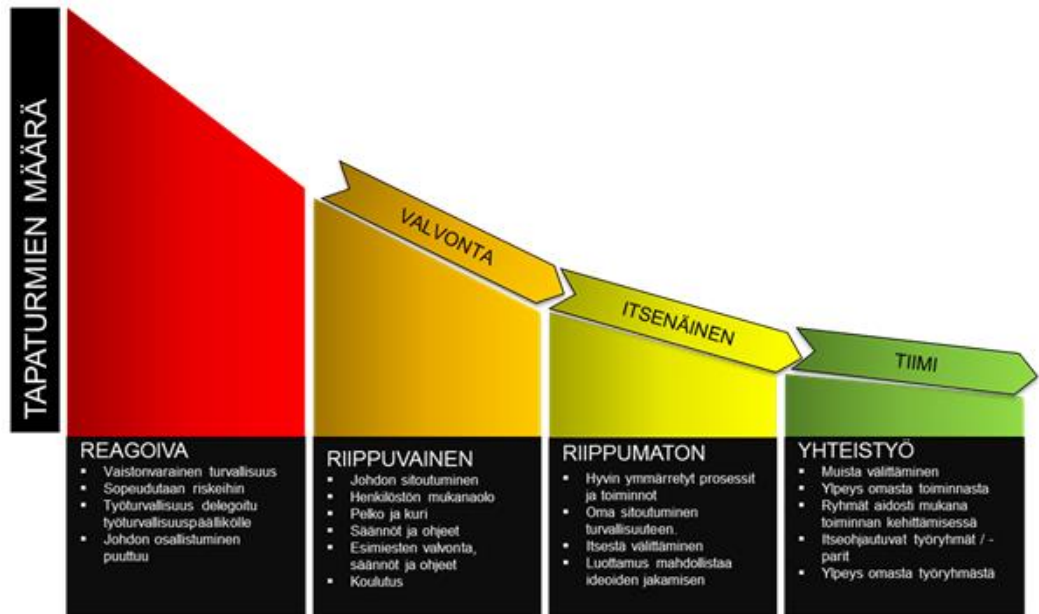 TAPATURMIEN MÄÄRÄ
VALVONTA
ITSENÄINEN
TIIMI
REAGOIVA
▪ Vaistonvarainen turvallisuus
▪ Sopeudutaan riskeihin
▪ Työturvallisuus delegoitu
työturvallisuuspäällikölle
▪ Johdon osallistuminen
puuttuu
RIIPPUVAINEN
▪ Johdon sitoutuminen
▪ Henkilöstön mukanaolo
▪ Pelko ja kuri
▪ Säännöt ja ohjeet
▪ Esimiesten valvonta,
säännöt ja ohjeet
▪ Koulutus
RIIPPUMATON
▪ Hyvin ymmärretyt prosessit
ja toiminnot
▪ Oma sitoutuminen
turvallisuuteen.
▪ Itsestä välittäminen
▪ Luottamus mahdollistaa
ideoiden jakamisen
YHTEISTYÖ
▪ Muista välittäminen
▪ Ylpeys omasta toiminnasta
▪ Ryhmät aidosti mukana
toiminnan kehittämisessä
▪ Itseohjautuvat työryhmät / -
parit
▪ Ylpeys omasta työryhmästä